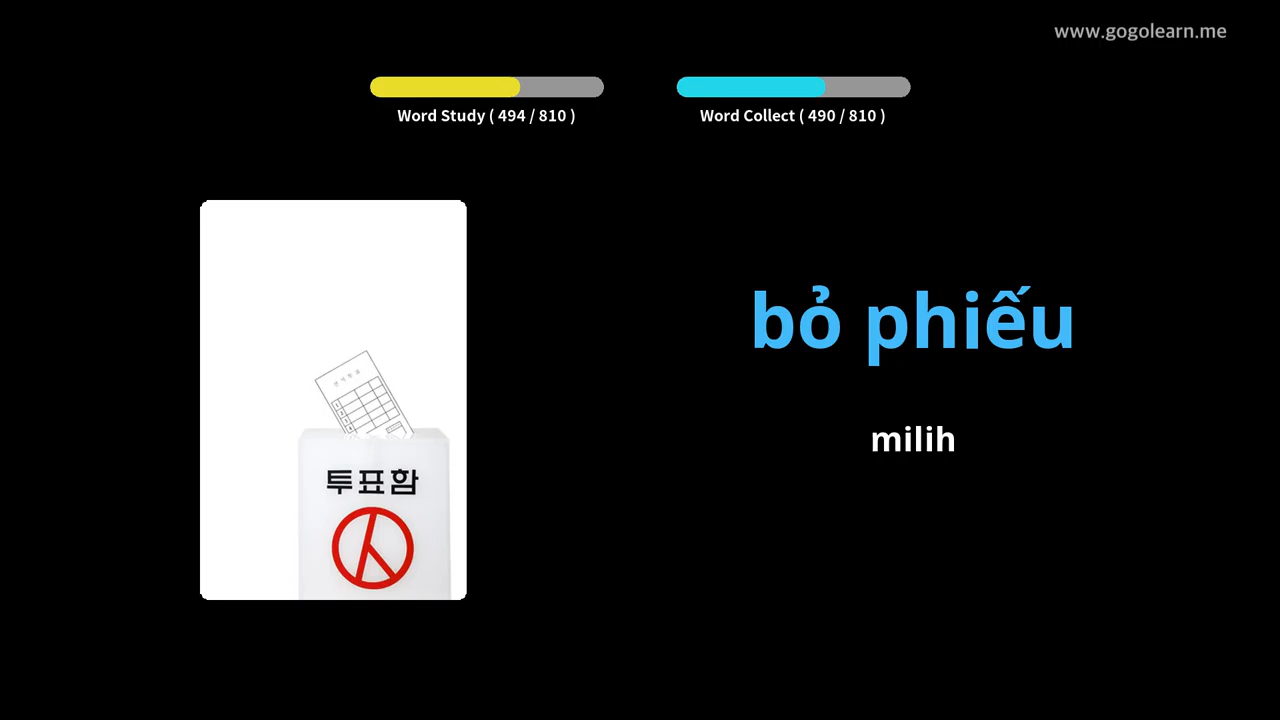 www.gogolearn.me
Word Study ( 494 / 810 )
Word Collect ( 490 / 810 )
bỏ phiếu
milih
투표함